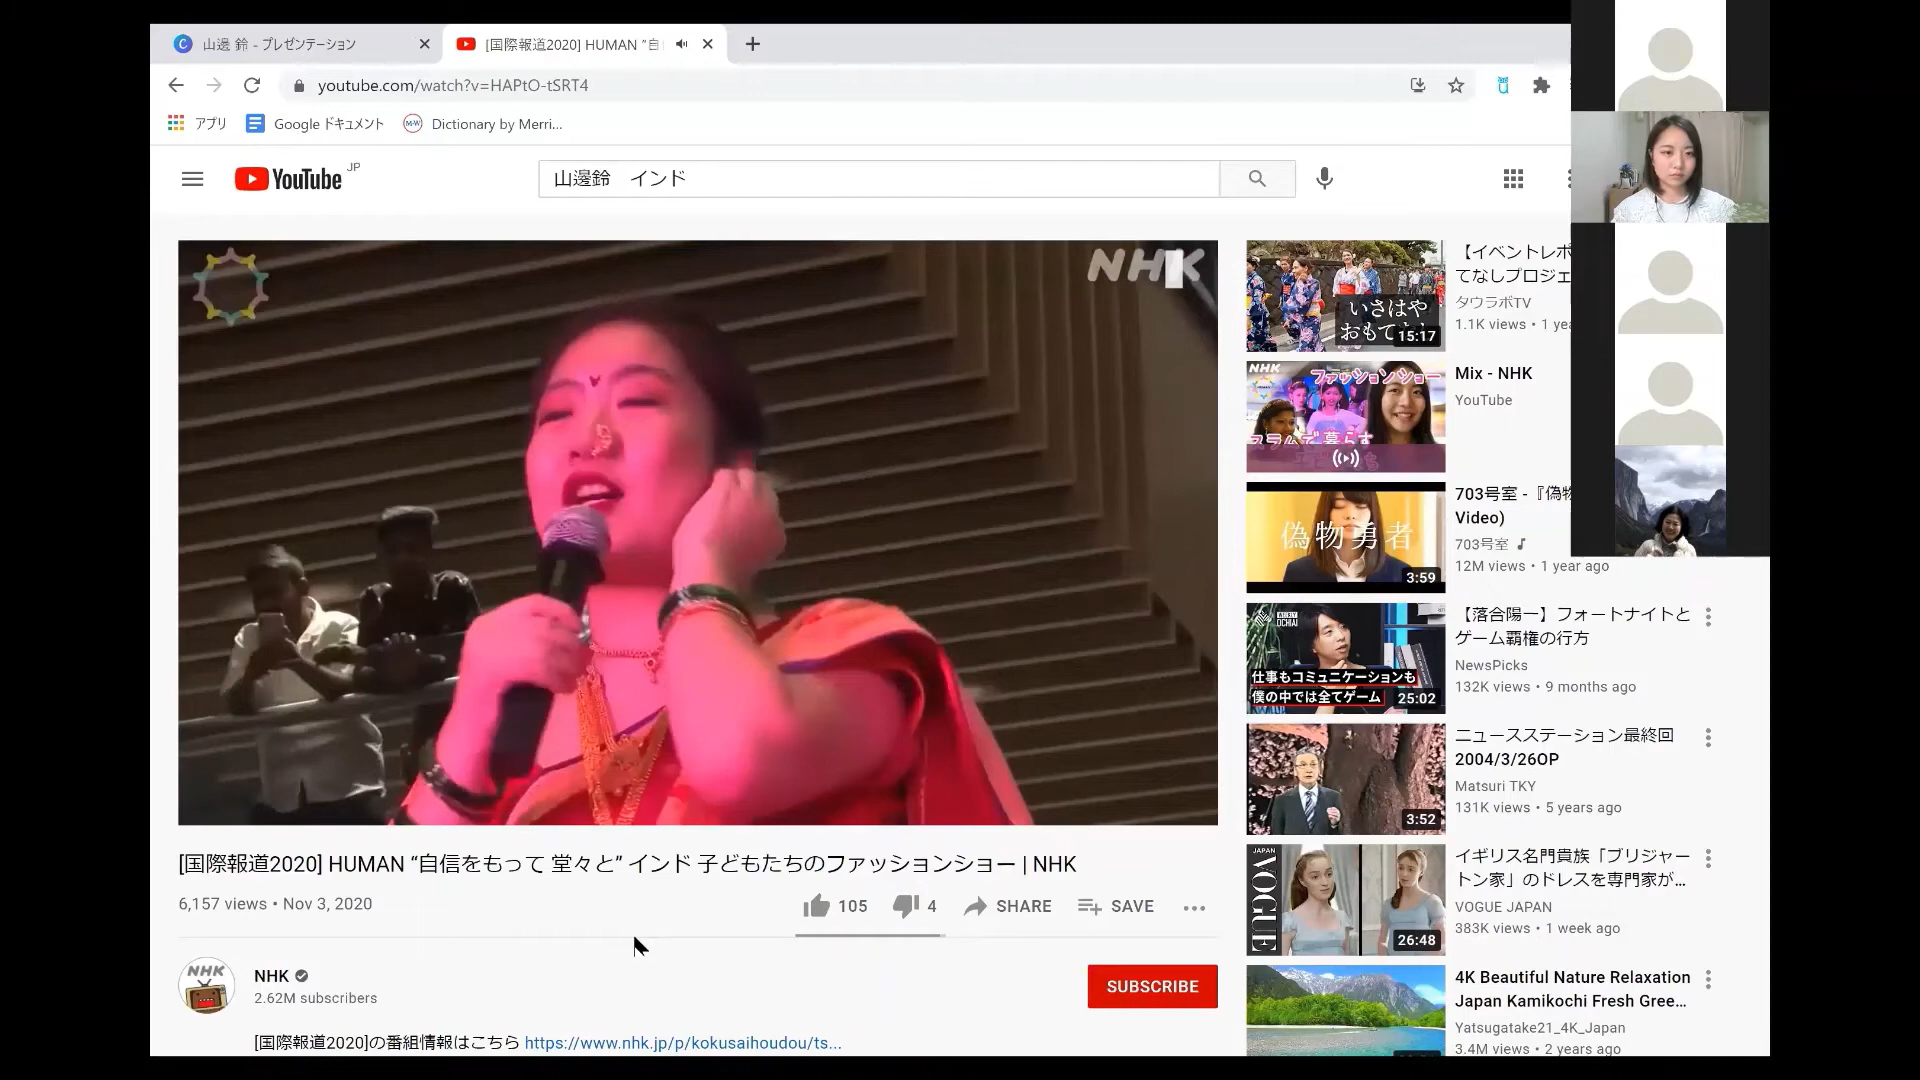 山邊 鈴 - プレゼンテーション
[国際報道2020] HUMAN “自
youtube.com/watch?v=HAPtO-tSRT4
アプリ
Google ドキュメント
Dictionary by Merri...
YouTube JP
山邊鈴 インド
NHK
[国際報道2020] HUMAN “自信をもって 堂々と” インド 子どもたちのファッションショー | NHK
6,157 views • Nov 3, 2020
105
4
SHARE
SAVE
NHK
NHK
2.62M subscribers
SUBSCRIBE
[国際報道2020]の番組情報はこちら https://www.nhk.jp/p/kokusaihoudou/ts...
いさはや
15:17
【イベントレポ
てなしプロジェ
タウラボTV
1.1K views • 1 yea
NHK
ファッションショー
スラムで暮らす
Mix - NHK
YouTube
偽物勇者
3:59
703号室 -『偽物
Video)
703号室
12M views • 1 year ago
OCHIAI
仕事もコミュニケーションも
僕の中では全てゲーム
25:02
【落合陽一】フォートナイトと
ゲーム覇権の行方
NewsPicks
132K views • 9 months ago
3:52
ニュースステーション最終回
2004/3/26OP
Matsuri TKY
131K views • 5 years ago
JAPAN
VOGUE
26:48
イギリス名門貴族「ブリジャー
トン家」のドレスを専門家が...
VOGUE JAPAN
383K views • 1 week ago
4K Beautiful Nature Relaxation
Japan Kamikochi Fresh Gree...
Yatsugatake21_4K_Japan
3.4M views • 2 years ago